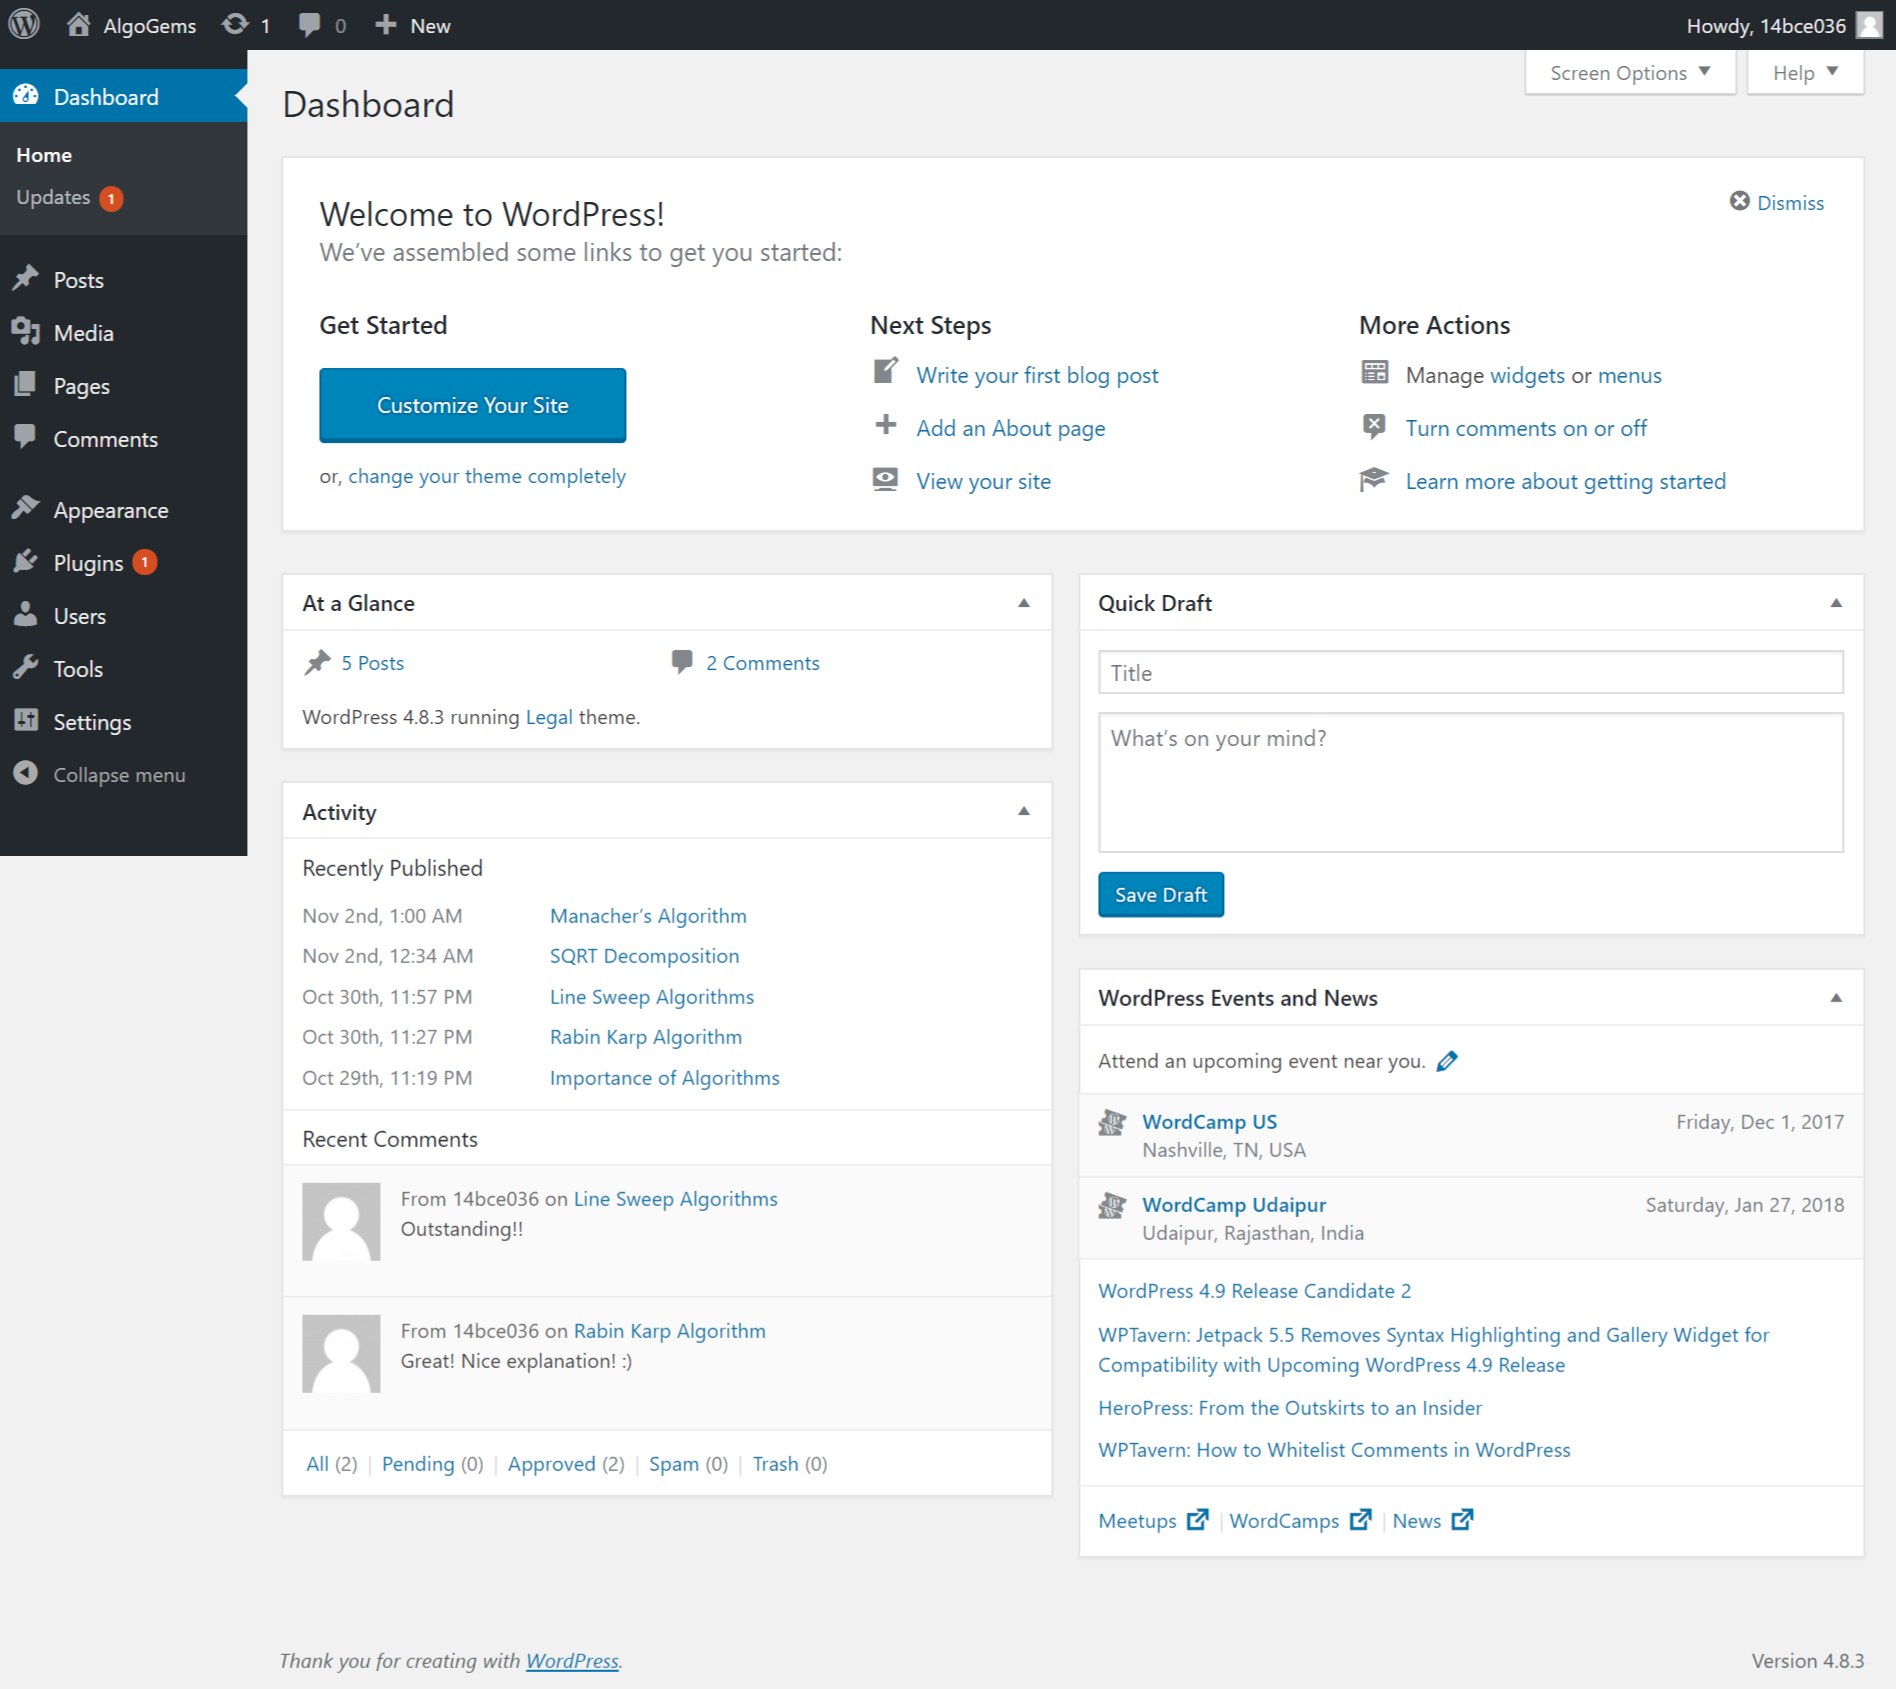 AlgoGems 1 0 New
Howdy, 14bce036
Dashboard
Home
Updates 1
Posts
Media
Pages
Comments
Appearance
Plugins 1
Users
Tools
Settings
Collapse menu
Screen Options
Help
Dashboard
Welcome to WordPress!
Dismiss
We’ve assembled some links to get you started:
Get Started
Customize Your Site
or, change your theme completely
Next Steps
Write your first blog post
Add an About page
View your site
More Actions
Manage widgets or menus
Turn comments on or off
Learn more about getting started
At a Glance
5 Posts
2 Comments
WordPress 4.8.3 running Legal theme.
Activity
Recently Published
Nov 2nd, 1:00 AM Manacher’s Algorithm
Nov 2nd, 12:34 AM SQRT Decomposition
Oct 30th, 11:57 PM Line Sweep Algorithms
Oct 30th, 11:27 PM Rabin Karp Algorithm
Oct 29th, 11:19 PM Importance of Algorithms
Recent Comments
From 14bce036 on Line Sweep Algorithms
Outstanding!!
From 14bce036 on Rabin Karp Algorithm
Great! Nice explanation! :)
All (2) | Pending (0) | Approved (2) | Spam (0) | Trash (0)
Quick Draft
Title
What’s on your mind?
Save Draft
WordPress Events and News
Attend an upcoming event near you.
WordCamp US Friday, Dec 1, 2017
Nashville, TN, USA
WordCamp Udaipur Saturday, Jan 27, 2018
Udaipur, Rajasthan, India
WordPress 4.9 Release Candidate 2
WPTavern: Jetpack 5.5 Removes Syntax Highlighting and Gallery Widget for
Compatibility with Upcoming WordPress 4.9 Release
HeroPress: From the Outskirts to an Insider
WPTavern: How to Whitelist Comments in WordPress
Meetups | WordCamps | News
Thank you for creating with WordPress.
Version 4.8.3